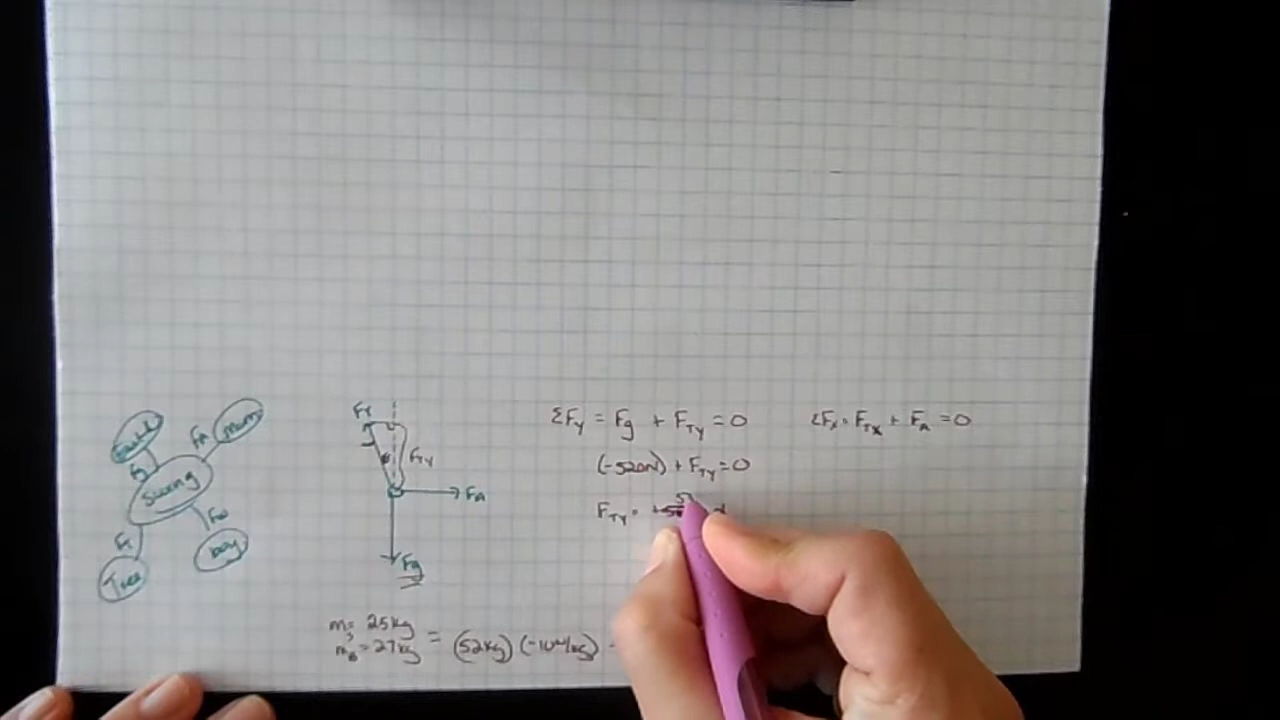 Earth
Mom
FA
Fg
Swing
FT
FN
Tree
boy
FT
FTy
FA
Fg
ΣFy = Fg + FTy = 0
(-520N) + FTy = 0
FTy =
ΣFx = FTx + FA = 0
ms = 25kg
mB = 27kg
= (52kg)(-10N/kg)